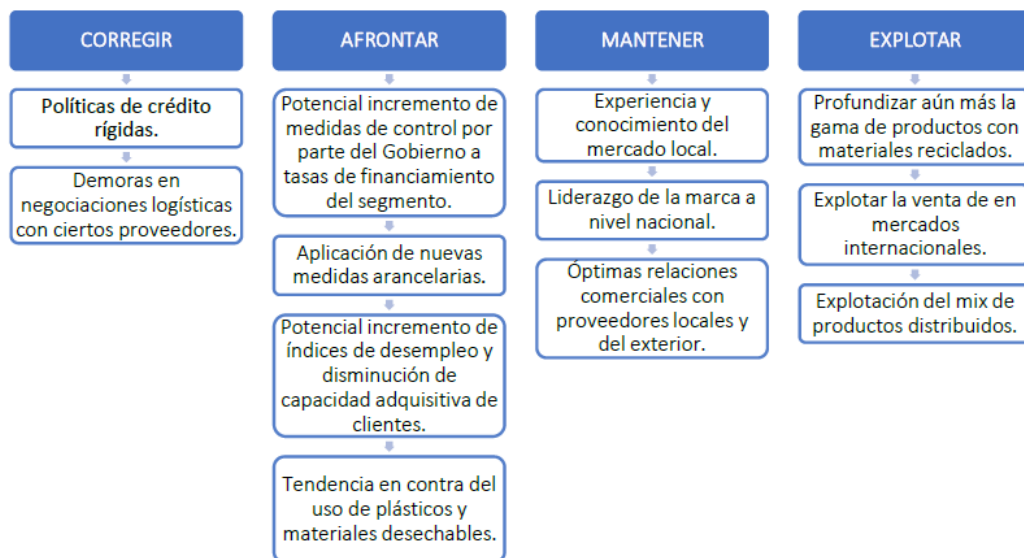 CORREGIR
Políticas de crédito
rígidas.
Demoras en
negociaciones logísticas
con ciertos proveedores.
AFRONTAR
Potencial incremento de
medidas de control por
parte del Gobierno a
tasas de financiamiento
del segmento.
Aplicación de nuevas
medidas arancelarias.
Potencial incremento de
índices de desempleo y
disminución de
capacidad adquisitiva de
clientes.
Tendencia en contra del
uso de plásticos y
materiales desechables.
MANTENER
Experiencia y
conocimiento del
mercado local.
Liderazgo de la marca a
nivel nacional.
Óptimas relaciones
comerciales con
proveedores locales y
del exterior.
EXPLOTAR
Profundizar aún más la
gama de productos con
materiales reciclados.
Explotar la venta de en
mercados
internacionales.
Explotación del mix de
productos distribuidos.